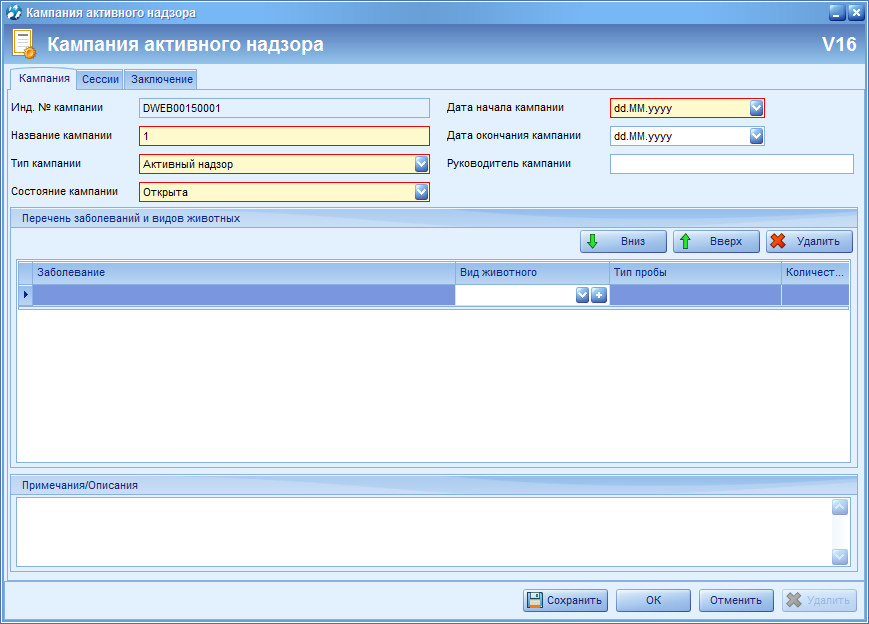 Кампания активного надзора
Кампания активного надзора V16
Кампания Сессии Заключение
Инд. № кампании DWEB00150001 Дата начала кампании dd.MM.yyyy
Название кампании 1 Дата окончания кампании dd.MM.yyyy
Тип кампании Активный надзор Руководитель кампании
Состояние кампании Открыта
Перечень заболеваний и видов животных
Вниз Вверх Удалить
Заболевание Вид животного Тип пробы Количест...
Примечания/Описания
Сохранить ОК Отменить Удалить